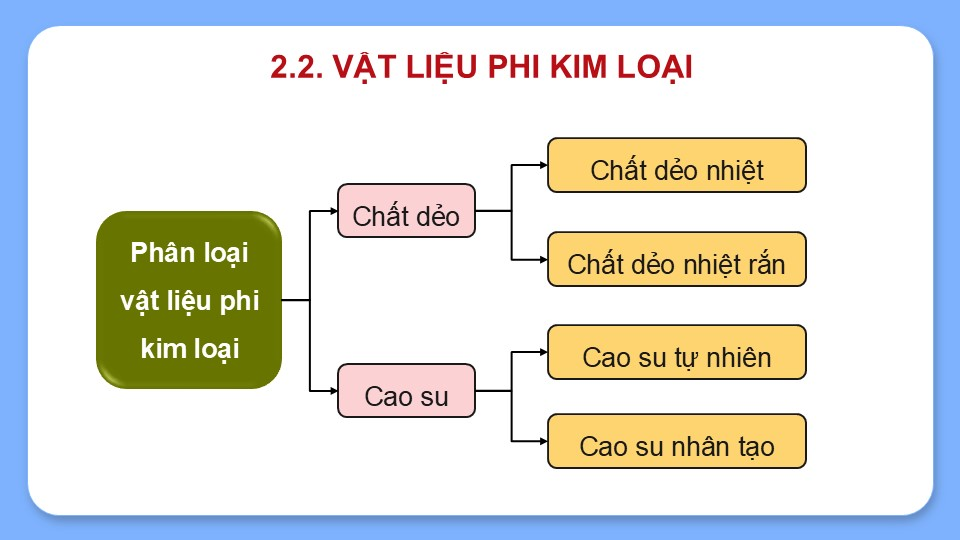 2.2. VẬT LIỆU PHI KIM LOẠI
Phân loại
vật liệu phi
kim loại
Chất dẻo
Cao su
Chất dẻo nhiệt
Chất dẻo nhiệt rắn
Cao su tự nhiên
Cao su nhân tạo